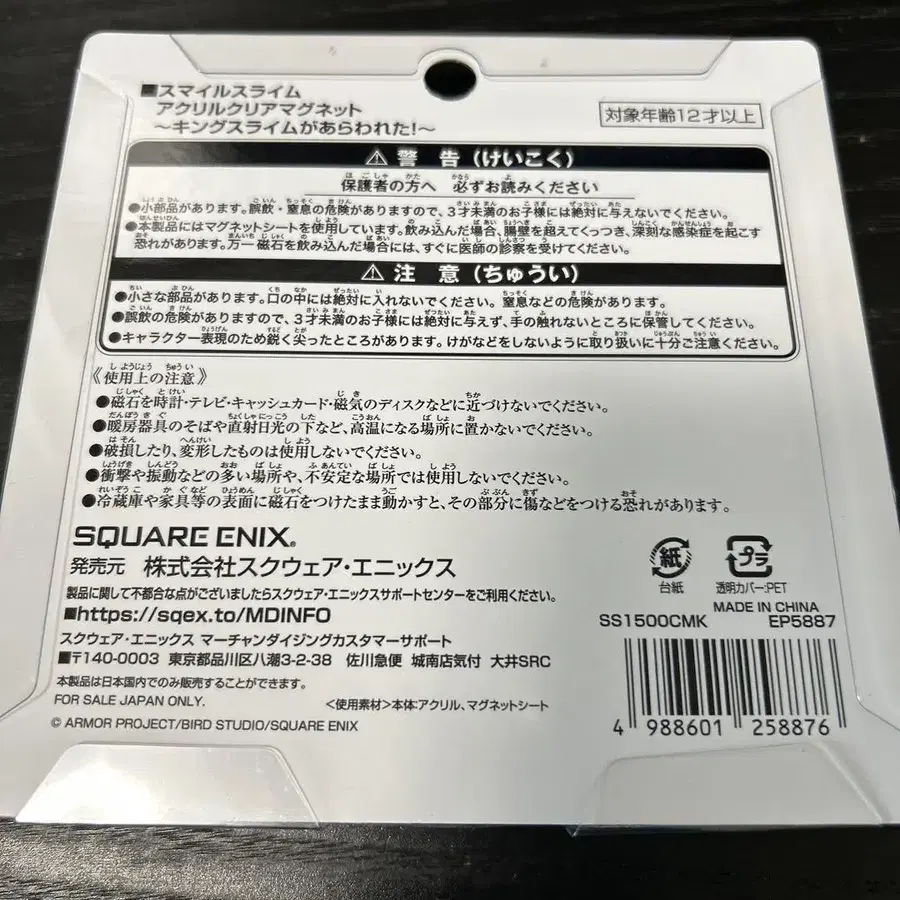 ■スマイルスライム
アクリルクリアマグネット
～キングスライムがあらわれた!～
対象年齢12才以上
⚠ 警 告 (けいこく)
保護者の方へ 必ずお読みください
●小部品があります。誤飲・窒息の危険がありますので、3才未満のお子様には絶対に与えないでください。
●本製品にはマグネットシートを使用しています。飲み込んだ場合、腸壁を超えてくっつき、深刻な感染症を起こす
恐れがあります。万一 磁石を飲み込んだ場合には、すぐに医師の診察を受けてください。
⚠ 注 意 (ちゅうい)
●小さな部品があります。口の中には絶対に入れないでください。窒息などの危険があります。
●誤飲の危険がありますので、3才未満のお子様には絶対に与えず、手の触れないところに保管してください。
●キャラクター表現のため鋭く尖ったところがあります。けがなどをしないように取り扱いに十分ご注意ください。
《使用上の注意》
●磁石を時計・テレビ・キャッシュカード・磁気のディスクなどに近づけないでください。
●暖房器具のそばや直射日光の下など、高温になる場所に置かないでください。
●破損したり、変形したものは使用しないでください。
●衝撃や振動などの多い場所や、不安定な場所では使用しないでください。
●冷蔵庫や家具等の表面に磁石をつけたまま動かすと、その部分に傷などをつける恐れがあります。
SQUARE ENIX®
発売元 株式会社スクウェア・エニックス
製品に関して不都合な点がございましたらスクウェア・エニックスサポートセンターをご利用ください。
■https://sqex.to/MDINFO
スクウェア・エニックス マーチャンダイジングカスタマーサポート
■〒140-0003 東京都品川区八潮3-2-38 佐川急便 城南店気付 大井SRC
本製品は日本国内でのみ販売することができます。
FOR SALE JAPAN ONLY.
<使用素材>本体:アクリル、マグネットシート
© ARMOR PROJECT/BIRD STUDIO/SQUARE ENIX
紙
台紙
プラ
透明カバー:PET
MADE IN CHINA
SS1500CMK EP5887
4 988601 258876